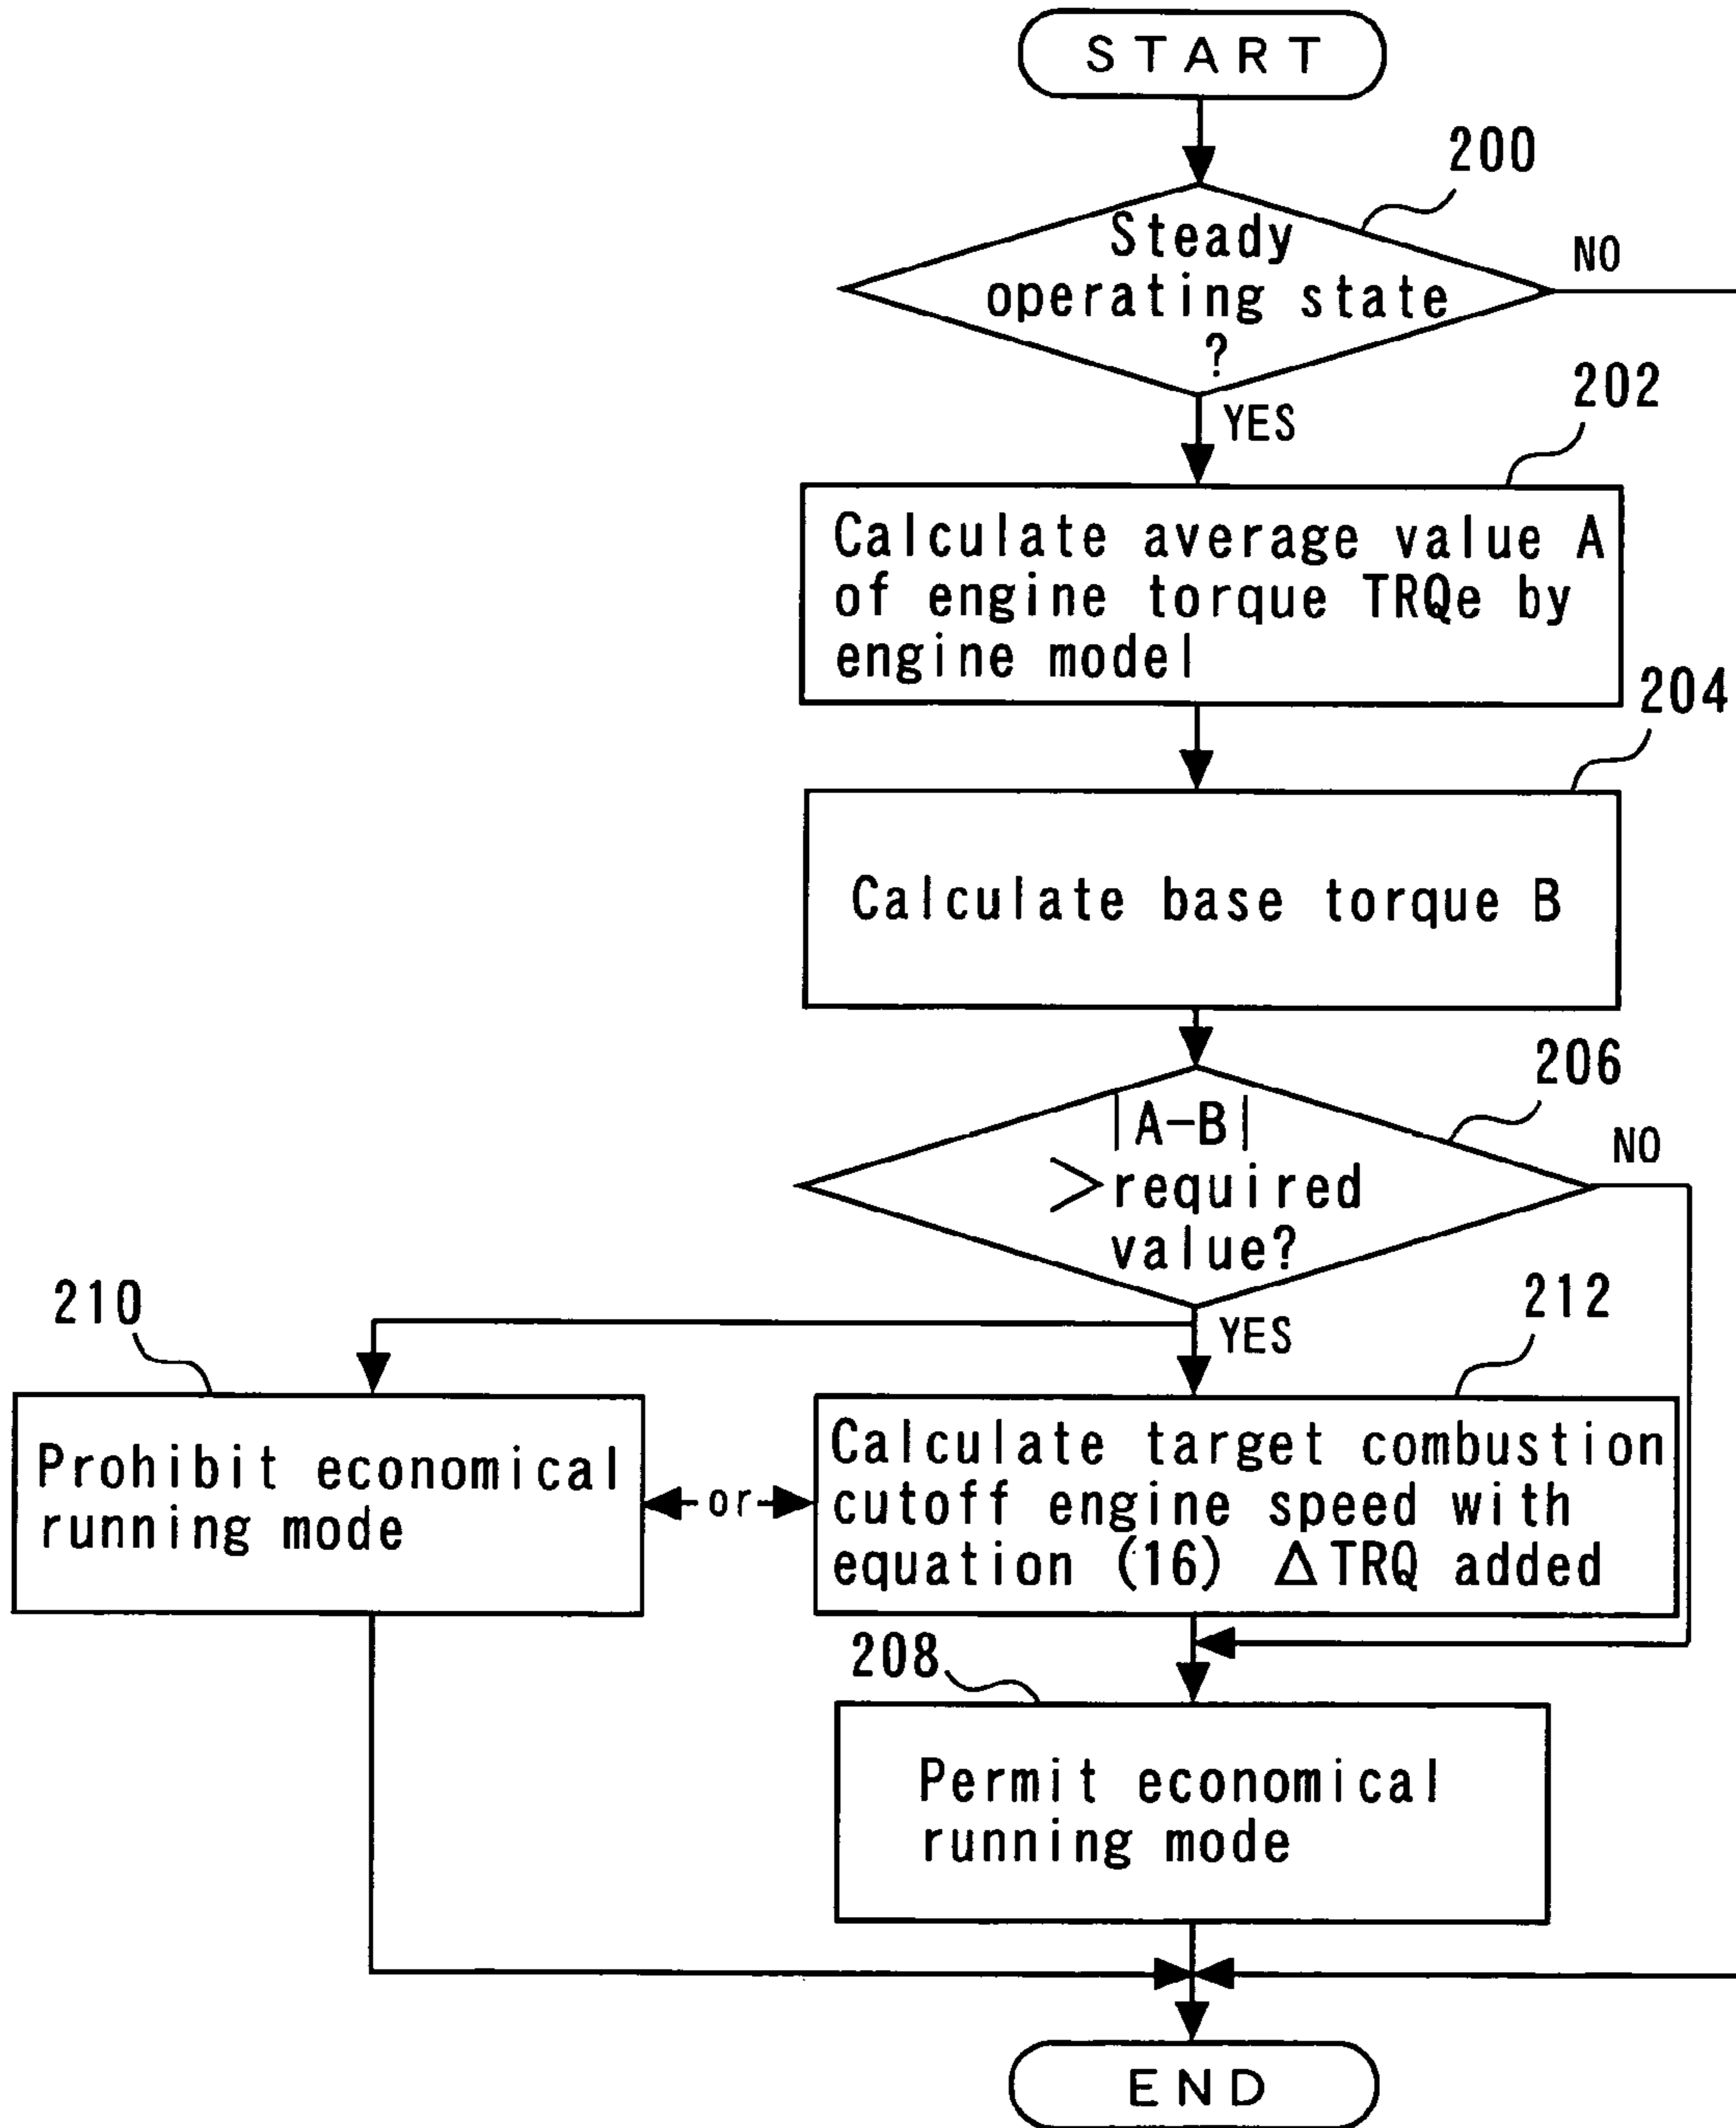 START
200
Steady
operating state
?
NO
YES
202
Calculate average value A
of engine torque TRQe by
engine model
204
Calculate base torque B
206
|A-B|
>required
value?
NO
YES
210
Prohibit economical
running mode
or
212
Calculate target combustion
cutoff engine speed with
equation (16) ΔTRQ added
208
Permit economical
running mode
END